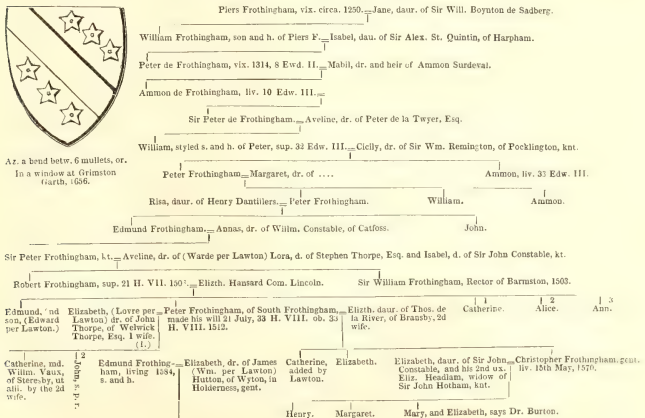 Piers Frothingham, vix. circa. 1250.=Jane, daur. of Sir Will. Boynton de Sadberg.
William Frothingham, son and h. of Piers F.=Isabel, dau. of Sir Alex. St. Quintin, of Harpham.
Peter de Frothingham, vix. 1314, 8 Ewd. II.=Mabil, dr. and heir of Ammon Surdeval.
Ammon de Frothingham, liv. 10 Edw. III.=
Sir Peter de Frothingham.=Aveline, dr. of Peter de la Twyer, Esq.
William, styled s. and h. of Peter, sup. 32 Edw. III.=Cicily, dr. of Sir Wm. Remington, of Pocklington, knt.
Az. a bend betw. 6 mullets, or.
In a window at Grimston
Garth, 1656.
Peter Frothingham=Margaret, dr. of .... Ammon, liv. 33 Edw. III.
Risa, daur. of Henry Dantillers.=Peter Frothingham. William. Ammon.
Edmund Frothingham.=Annas, dr. of Willm. Constable, of Catfoss. John.
Sir Peter Frothingham, kt.=Aveline, dr. of (Warde per Lawton) Lora, d. of Stephen Thorpe, Esq. and Isabel, d. of Sir John Constable, kt.
Robert Frothingham, sup. 21 H. VII. =Elizth. Hansard Com. Lincoln. Sir William Frothingham, Rector of Barmston, 1503.
Edmund, 2nd son, (Edward per Lawton.)
Elizabeth, (Lovre per Lawton) dr. of John Thorpe, of Welwick Thorpe, Esq. 1 wife. (1.)
=Peter Frothingham, of South Frothingham, made his will 21 July, 33 H. VIII. ob. 33 H. VIII. 1512.
=Elizth. daur. of Thos. de la River, of Bransby, 2d wife.
1 Catherine. 2 Alice. 3 Ann.
Catherine, md. Willm. Vaux, of Steresby, ut alii. by the 2d wife.
2 John, s. p. r.
Edmund Frothingham, living 1584, s. and h.
=Elizabeth, dr. of James (Wm. per Lawton) Hutton, of Wyton, in Holderness, gent.
Catherine, added by Lawton.
Elizabeth.
Elizabeth, daur. of Sir John Constable, and his 2nd ux. Eliz. Headlam, widow of Sir John Hotham, knt.
=Christopher Frothingham. gent. liv. 15th May, 1570.
Henry. Margaret. Mary, and Elizabeth, says Dr. Burton.